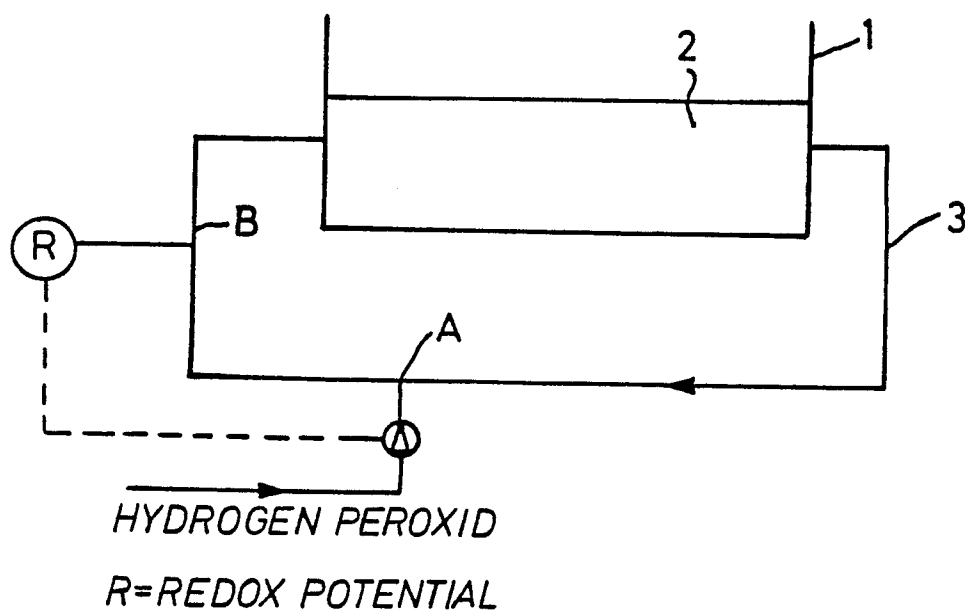 1
2
B
R
3
A
HYDROGEN PEROXID
R=REDOX POTENTIAL